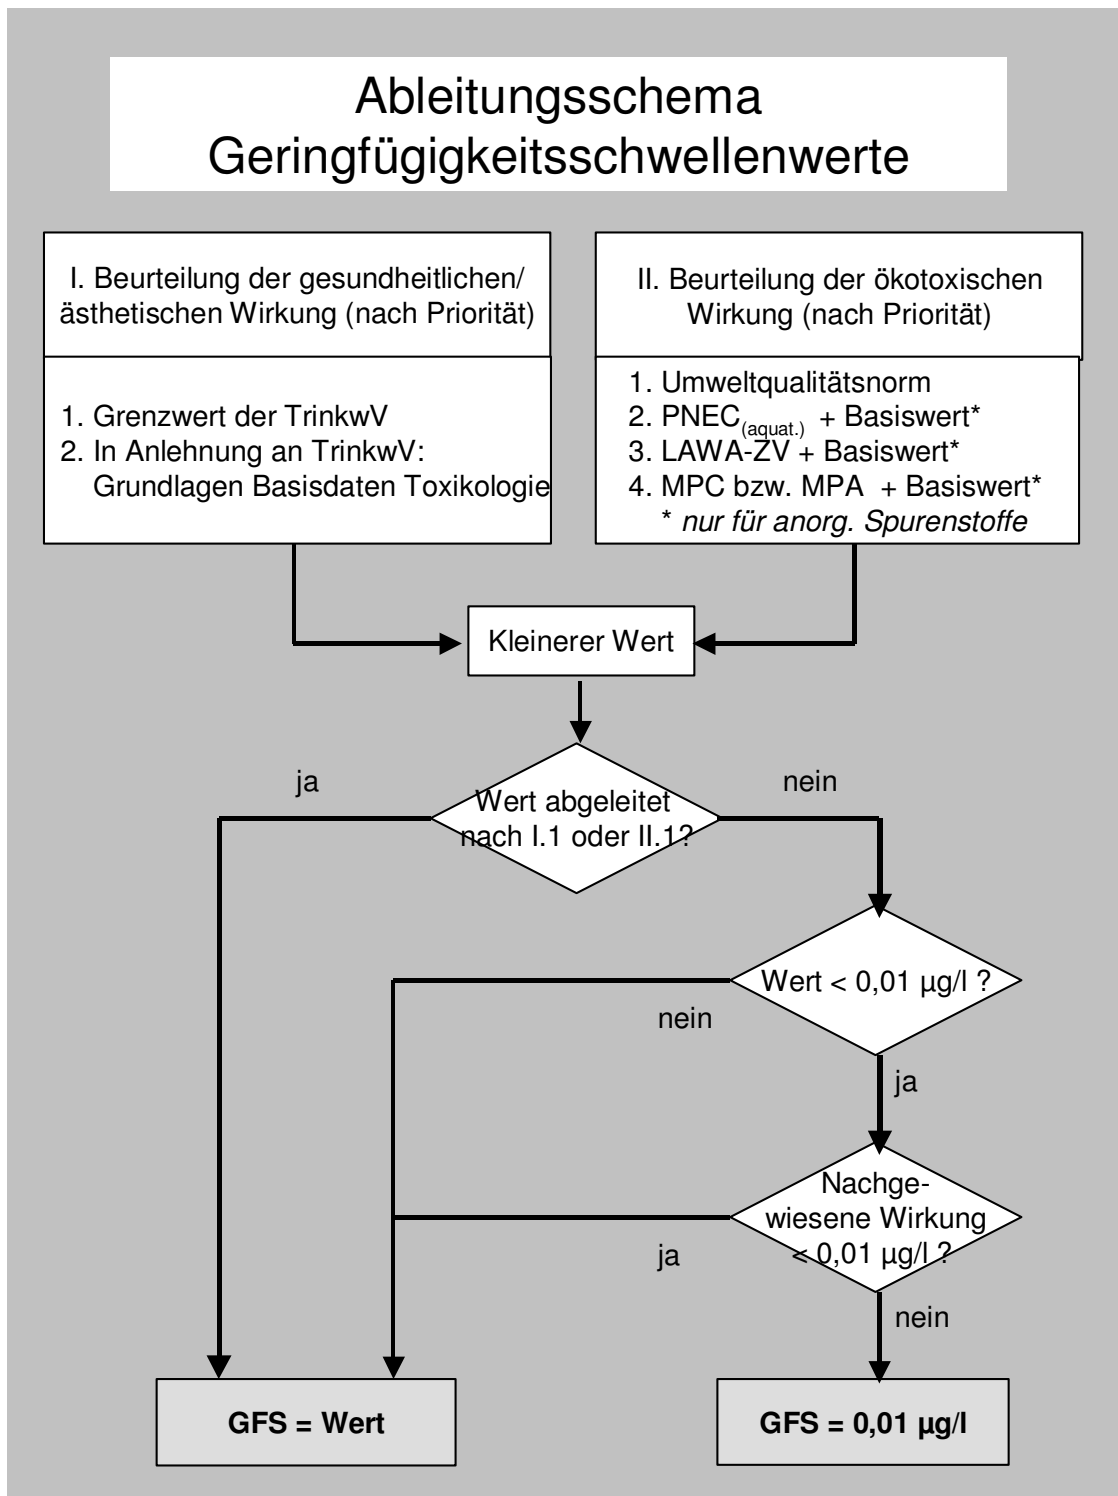 Ableitungsschema
Geringfügigkeitsschwellenwerte
I. Beurteilung der gesundheitlichen/
ästhetischen Wirkung (nach Priorität)
1. Grenzwert der TrinkwV
2. In Anlehnung an TrinkwV:
Grundlagen Basisdaten Toxikologie
II. Beurteilung der ökotoxischen
Wirkung (nach Priorität)
1. Umweltqualitätsnorm
2. PNEC(aquat.) + Basiswert*
3. LAWA-ZV + Basiswert*
4. MPC bzw. MPA + Basiswert*
* nur für anorg. Spurenstoffe
Kleinerer Wert
ja
Wert abgeleitet
nach I.1 oder II.1?
nein
Wert < 0,01 µg/l ?
nein
ja
Nachge-
wiesene Wirkung
< 0,01 µg/l ?
ja
nein
GFS = Wert
GFS = 0,01 µg/l